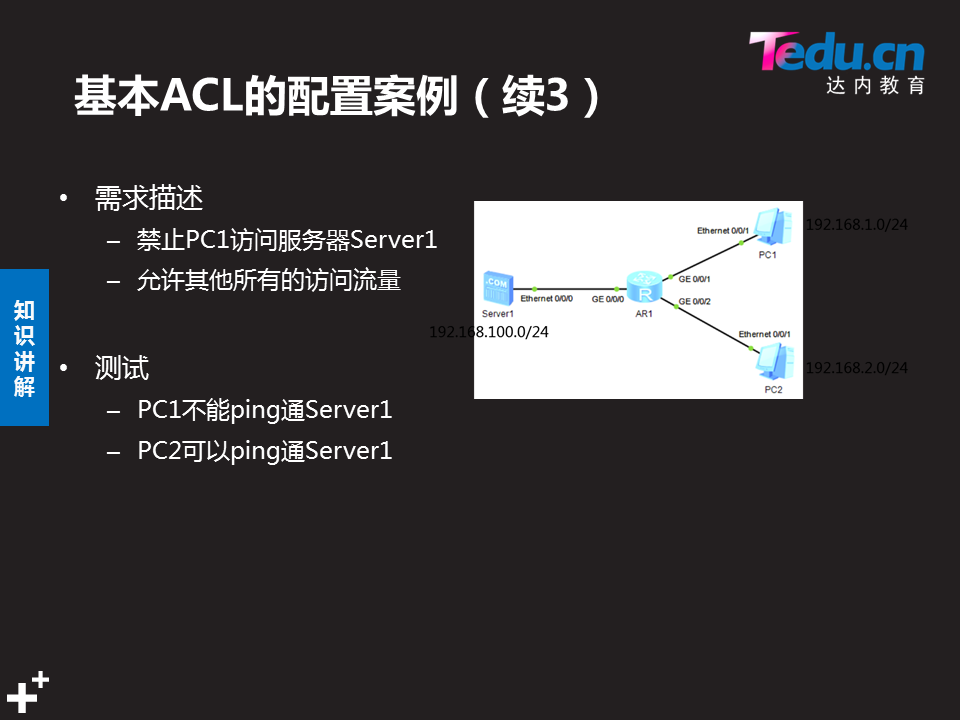 Tedu.cn
达内教育
基本ACL的配置案例（续3）
• 需求描述
– 禁止PC1访问服务器Server1
– 允许其他所有的访问流量
• 测试
– PC1不能ping通Server1
– PC2可以ping通Server1
知识讲解
192.168.1.0/24
Ethernet 0/0/1
PC1
.COM
GE 0/0/1
Ethernet 0/0/0
GE 0/0/0
R
GE 0/0/2
Server1
AR1
192.168.100.0/24
Ethernet 0/0/1
192.168.2.0/24
PC2